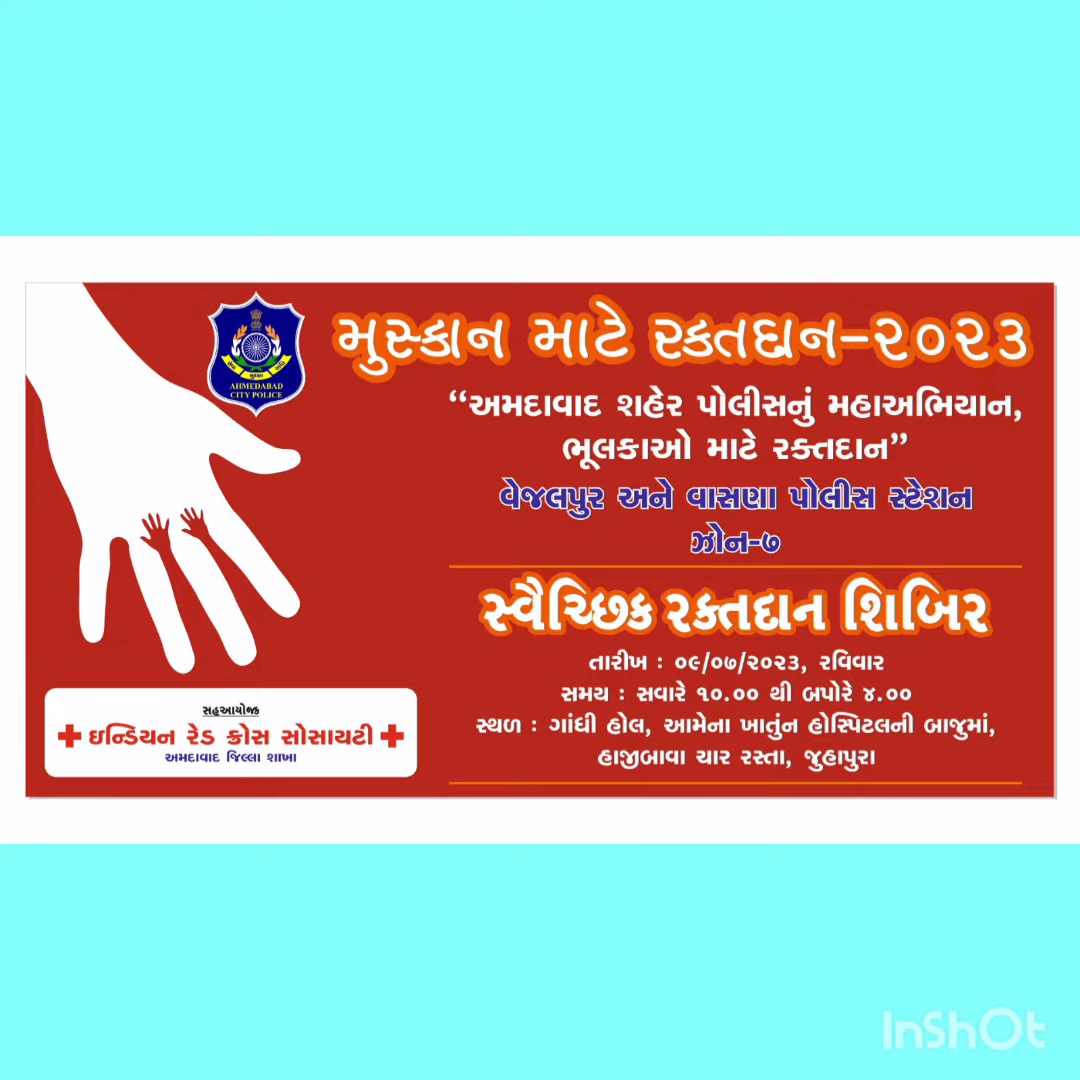 મુસ્કાન માટે રક્તદાન-૨૦૨૩
“અમદાવાદ શહેર પોલીસનું મહાઅભિયાન,
ભૂલકાઓ માટે રક્તદાન”
વેજલપુર અને વાસણા પોલીસ સ્ટેશન
ઝોન-૭
સ્વૈચ્છિક રક્તદાન શિબિર
તારીખ : ૦૯/૦૭/૨૦૨૩, રવિવાર
સમય : સવારે ૧૦.૦૦ થી બપોરે ૪.૦૦
સ્થળ : ગાંધી હોલ, આમેના ખાતુંન હોસ્પિટલની બાજુમાં,
હાજીબાવા ચાર રસ્તા, જુહાપુરા
AHMEDABAD
CITY POLICE
સહઆયોજક
ઇન્ડિયન રેડ ક્રોસ સોસાયટી
અમદાવાદ જિલ્લા શાખા
InShOt